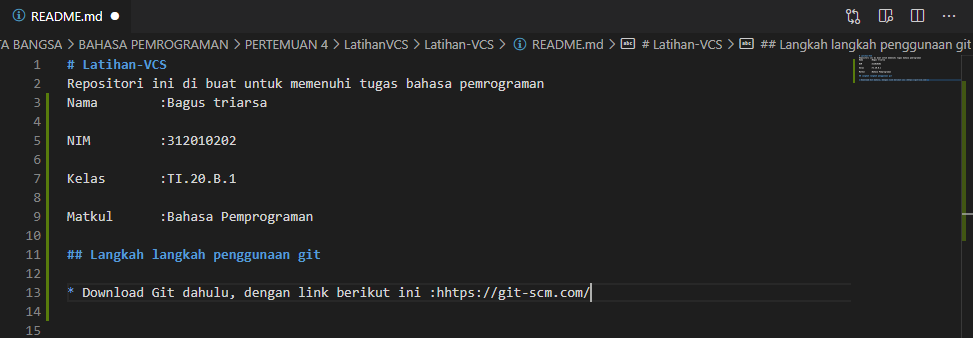 README.md
TA BANGSA > BAHASA PEMROGRAMAN > PERTEMUAN 4 > LatihanVCS > Latihan-VCS > README.md > # Latihan-VCS > ## Langkah langkah penggunaan git
1 # Latihan-VCS
2 Repositori ini di buat untuk memenuhi tugas bahasa pemrograman
3 Nama :Bagus triarsa
4
5 NIM :312010202
6
7 Kelas :TI.20.B.1
8
9 Matkul :Bahasa Pemprograman
10
11 ## Langkah langkah penggunaan git
12
13 * Download Git dahulu, dengan link berikut ini :hhtps://git-scm.com/
14
15